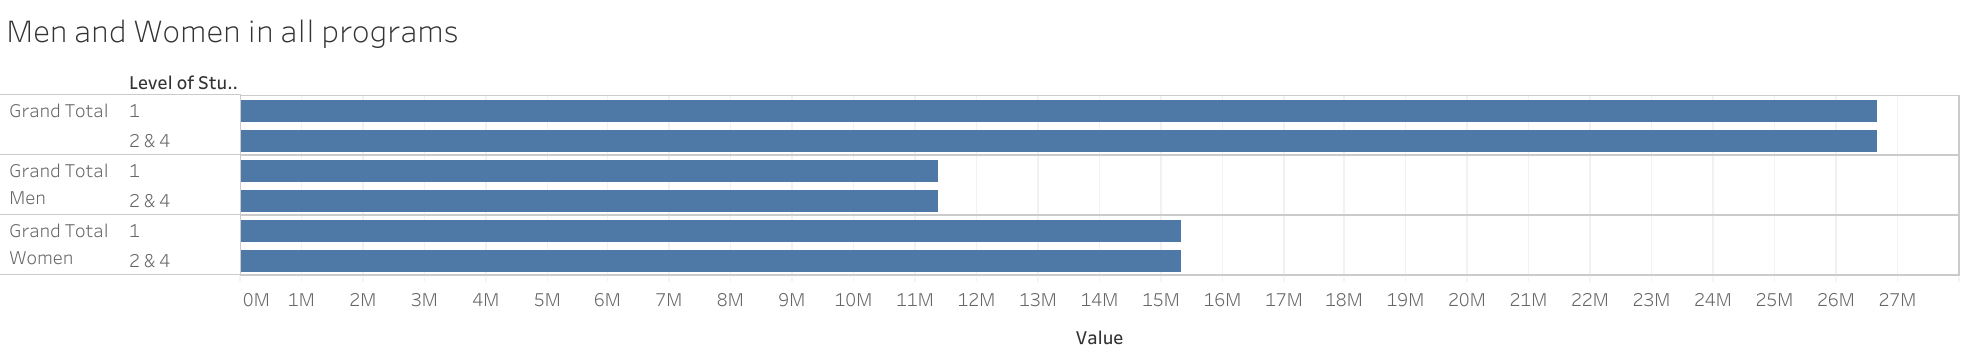 Men and Women in all programs
Level of Stu..
Grand Total 1
2 & 4
Grand Total 1
Men 2 & 4
Grand Total 1
Women 2 & 4
0M 1M 2M 3M 4M 5M 6M 7M 8M 9M 10M 11M 12M 13M 14M 15M 16M 17M 18M 19M 20M 21M 22M 23M 24M 25M 26M 27M
Value